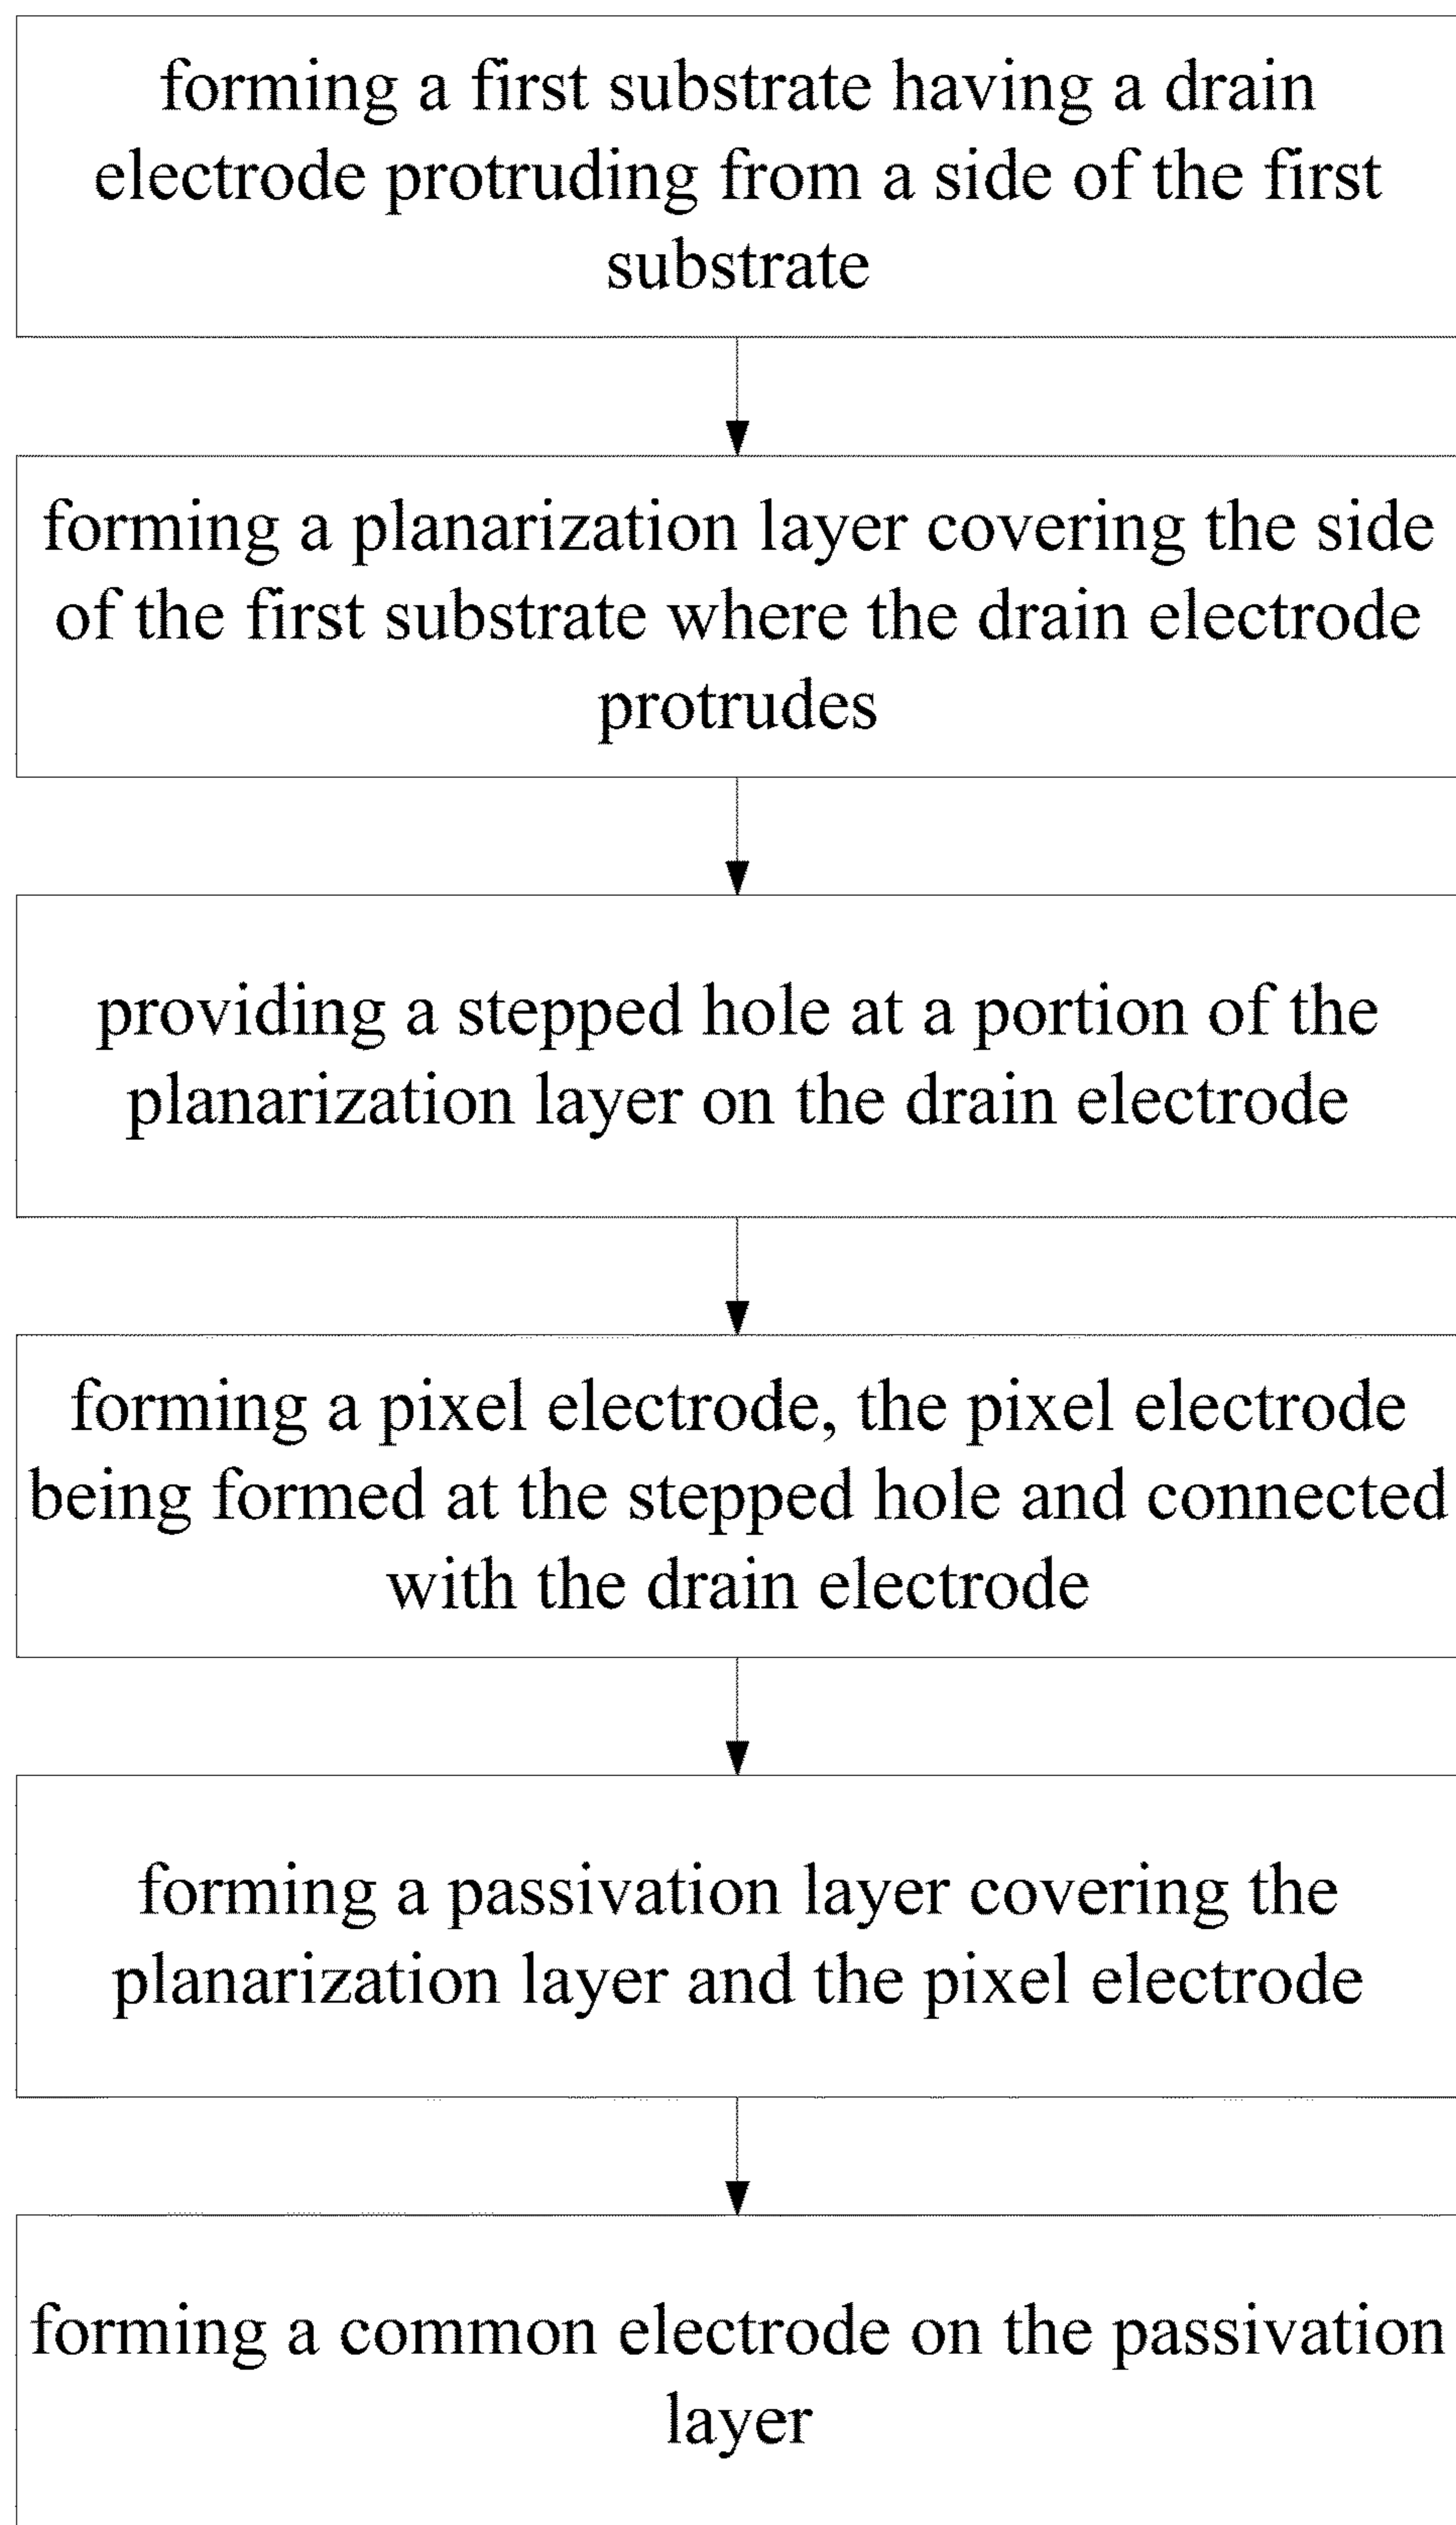 forming a first substrate having a drain
electrode protruding from a side of the first
substrate
forming a planarization layer covering the side
of the first substrate where the drain electrode
protrudes
providing a stepped hole at a portion of the
planarization layer on the drain electrode
forming a pixel electrode, the pixel electrode
being formed at the stepped hole and connected
with the drain electrode
forming a passivation layer covering the
planarization layer and the pixel electrode
forming a common electrode on the passivation
layer